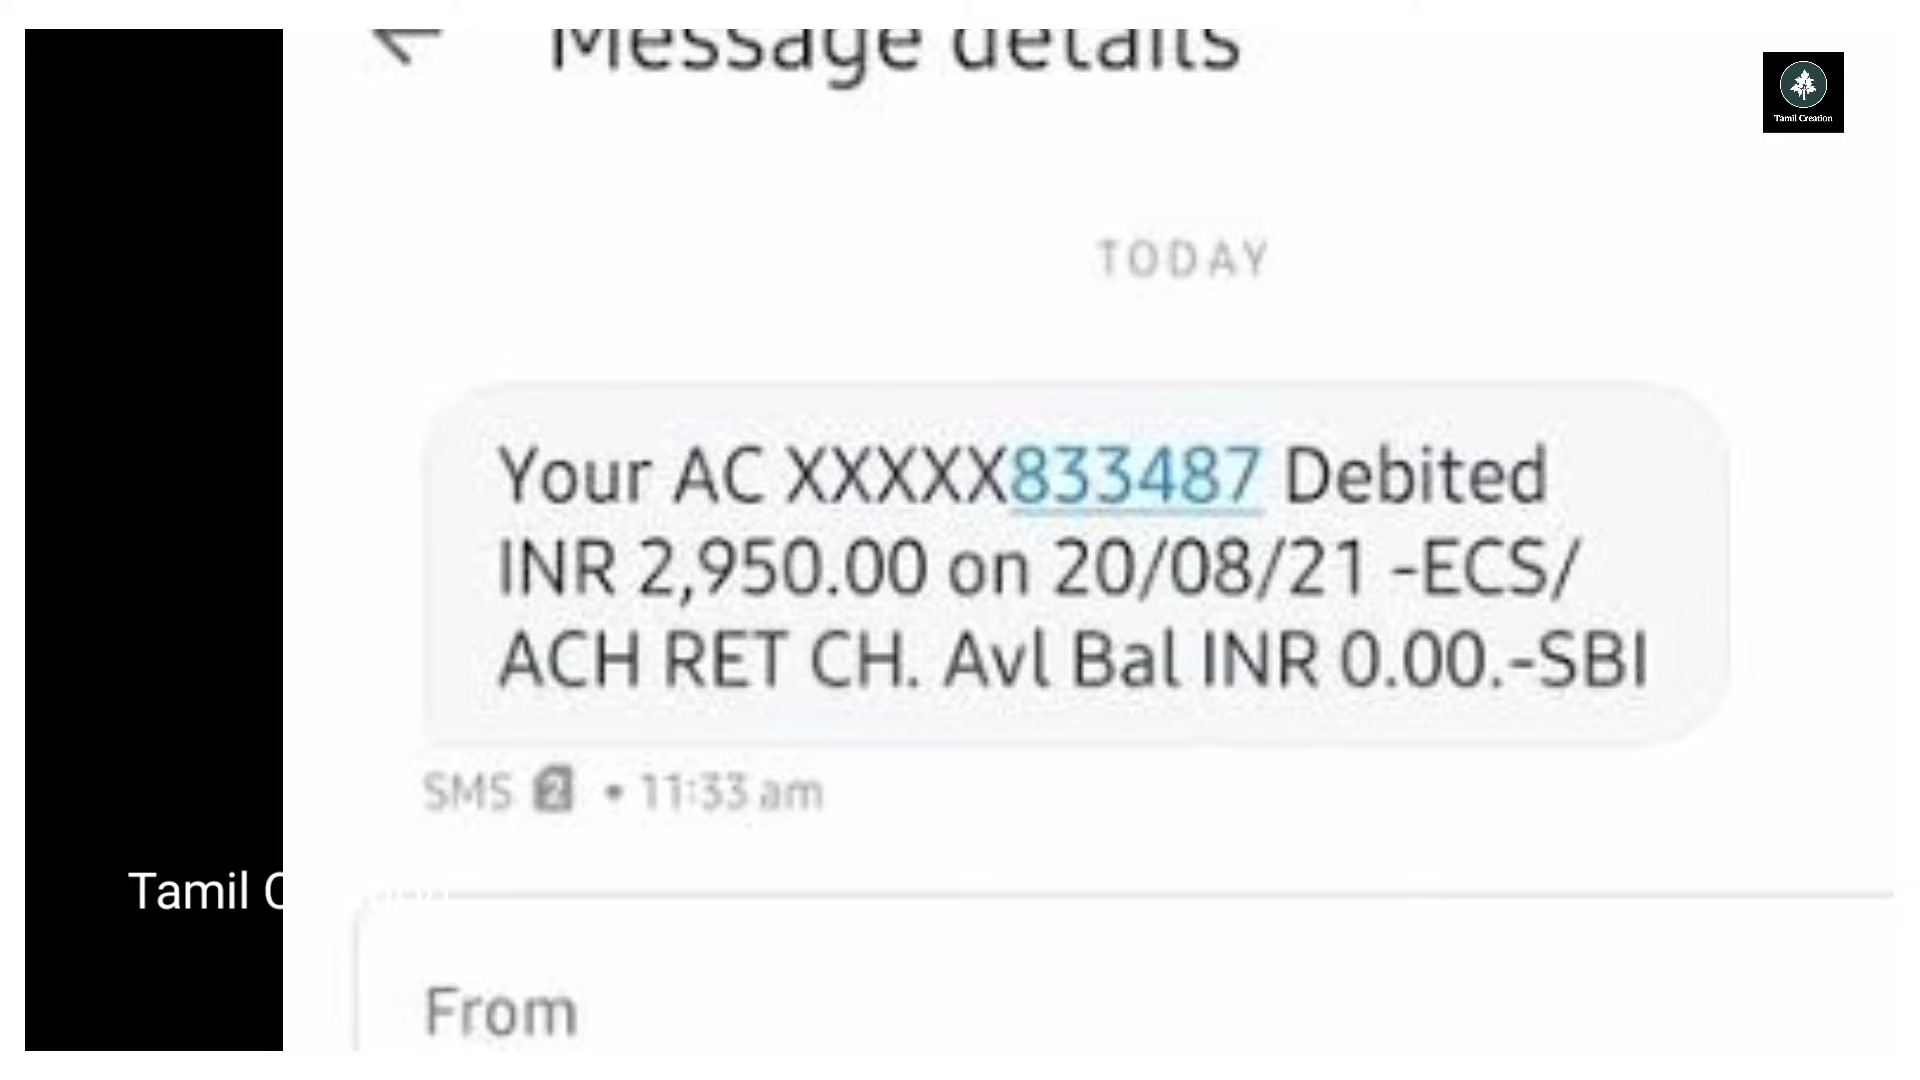 Message details
Tamil Creation
TODAY
Your AC XXXXX833487 Debited
INR 2,950.00 on 20/08/21 -ECS/
ACH RET CH. Avl Bal INR 0.00.-SBI
SMS 2 • 11:33 am
Tamil C
From